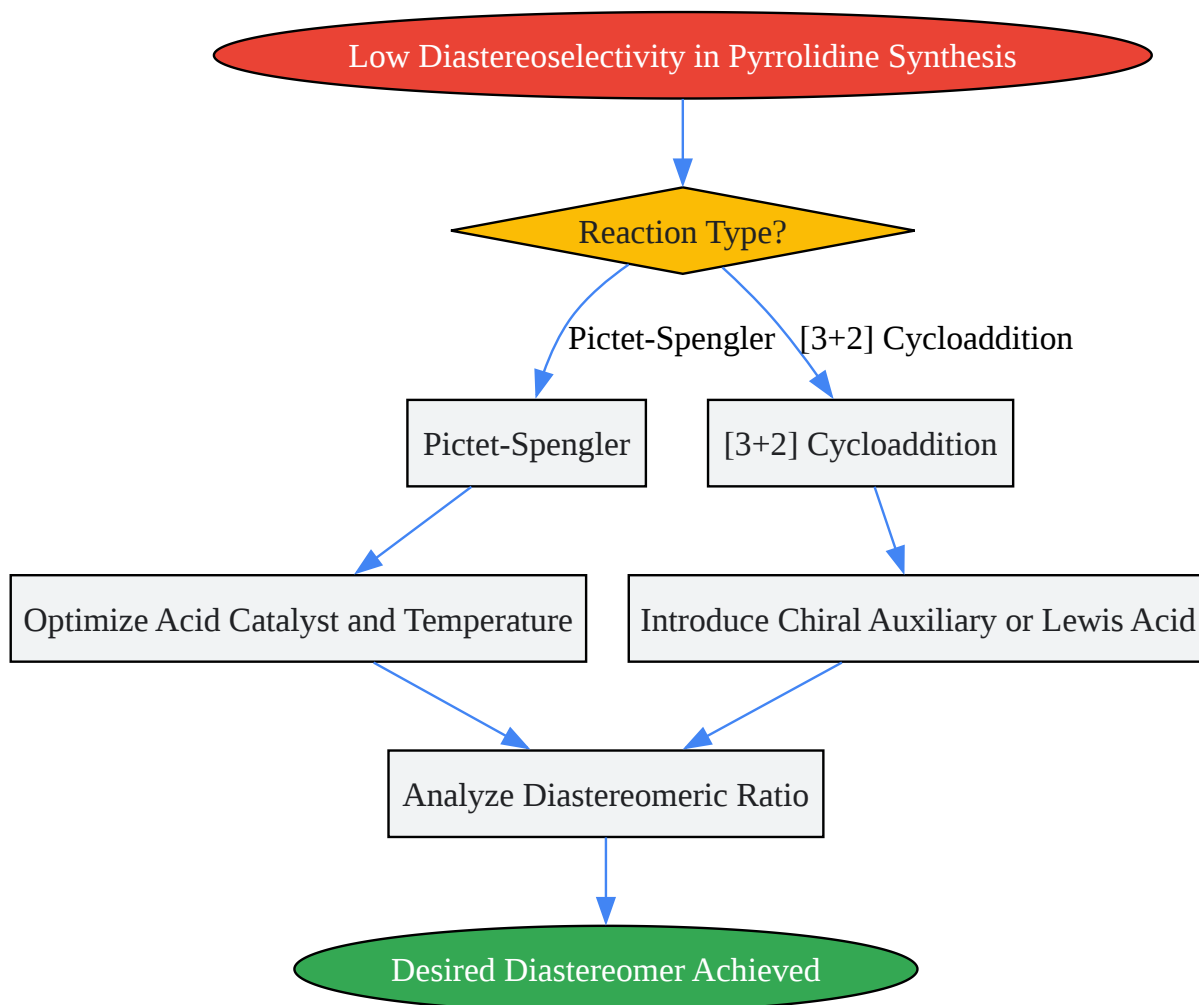 Low Diastereoselectivity in Pyrrolidine Synthesis
Reaction Type?
Pictet-Spengler
[3+2] Cycloaddition
Pictet-Spengler
[3+2] Cycloaddition
Optimize Acid Catalyst and Temperature
Introduce Chiral Auxiliary or Lewis Acid
Analyze Diastereomeric Ratio
Desired Diastereomer Achieved